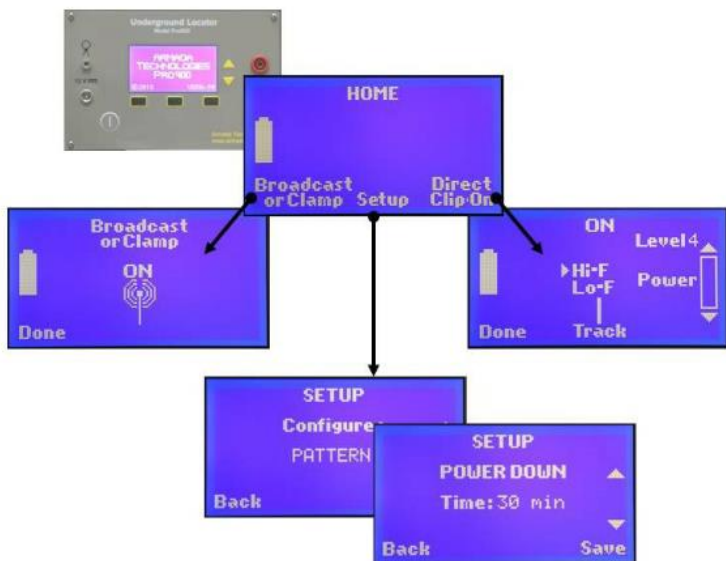 Underground Locator
ARMADA
TECHNOLOGIES
PRO900
HOME
Broadcast
or Clamp
Setup
Direct
Clip-On
Broadcast
or Clamp
ON
Done
ON
Level 4
Hi-F
Lo-F
Power
Done
Track
SETUP
Configure
PATTERN
Back
SETUP
POWER DOWN
Time: 30 min
Back
Save